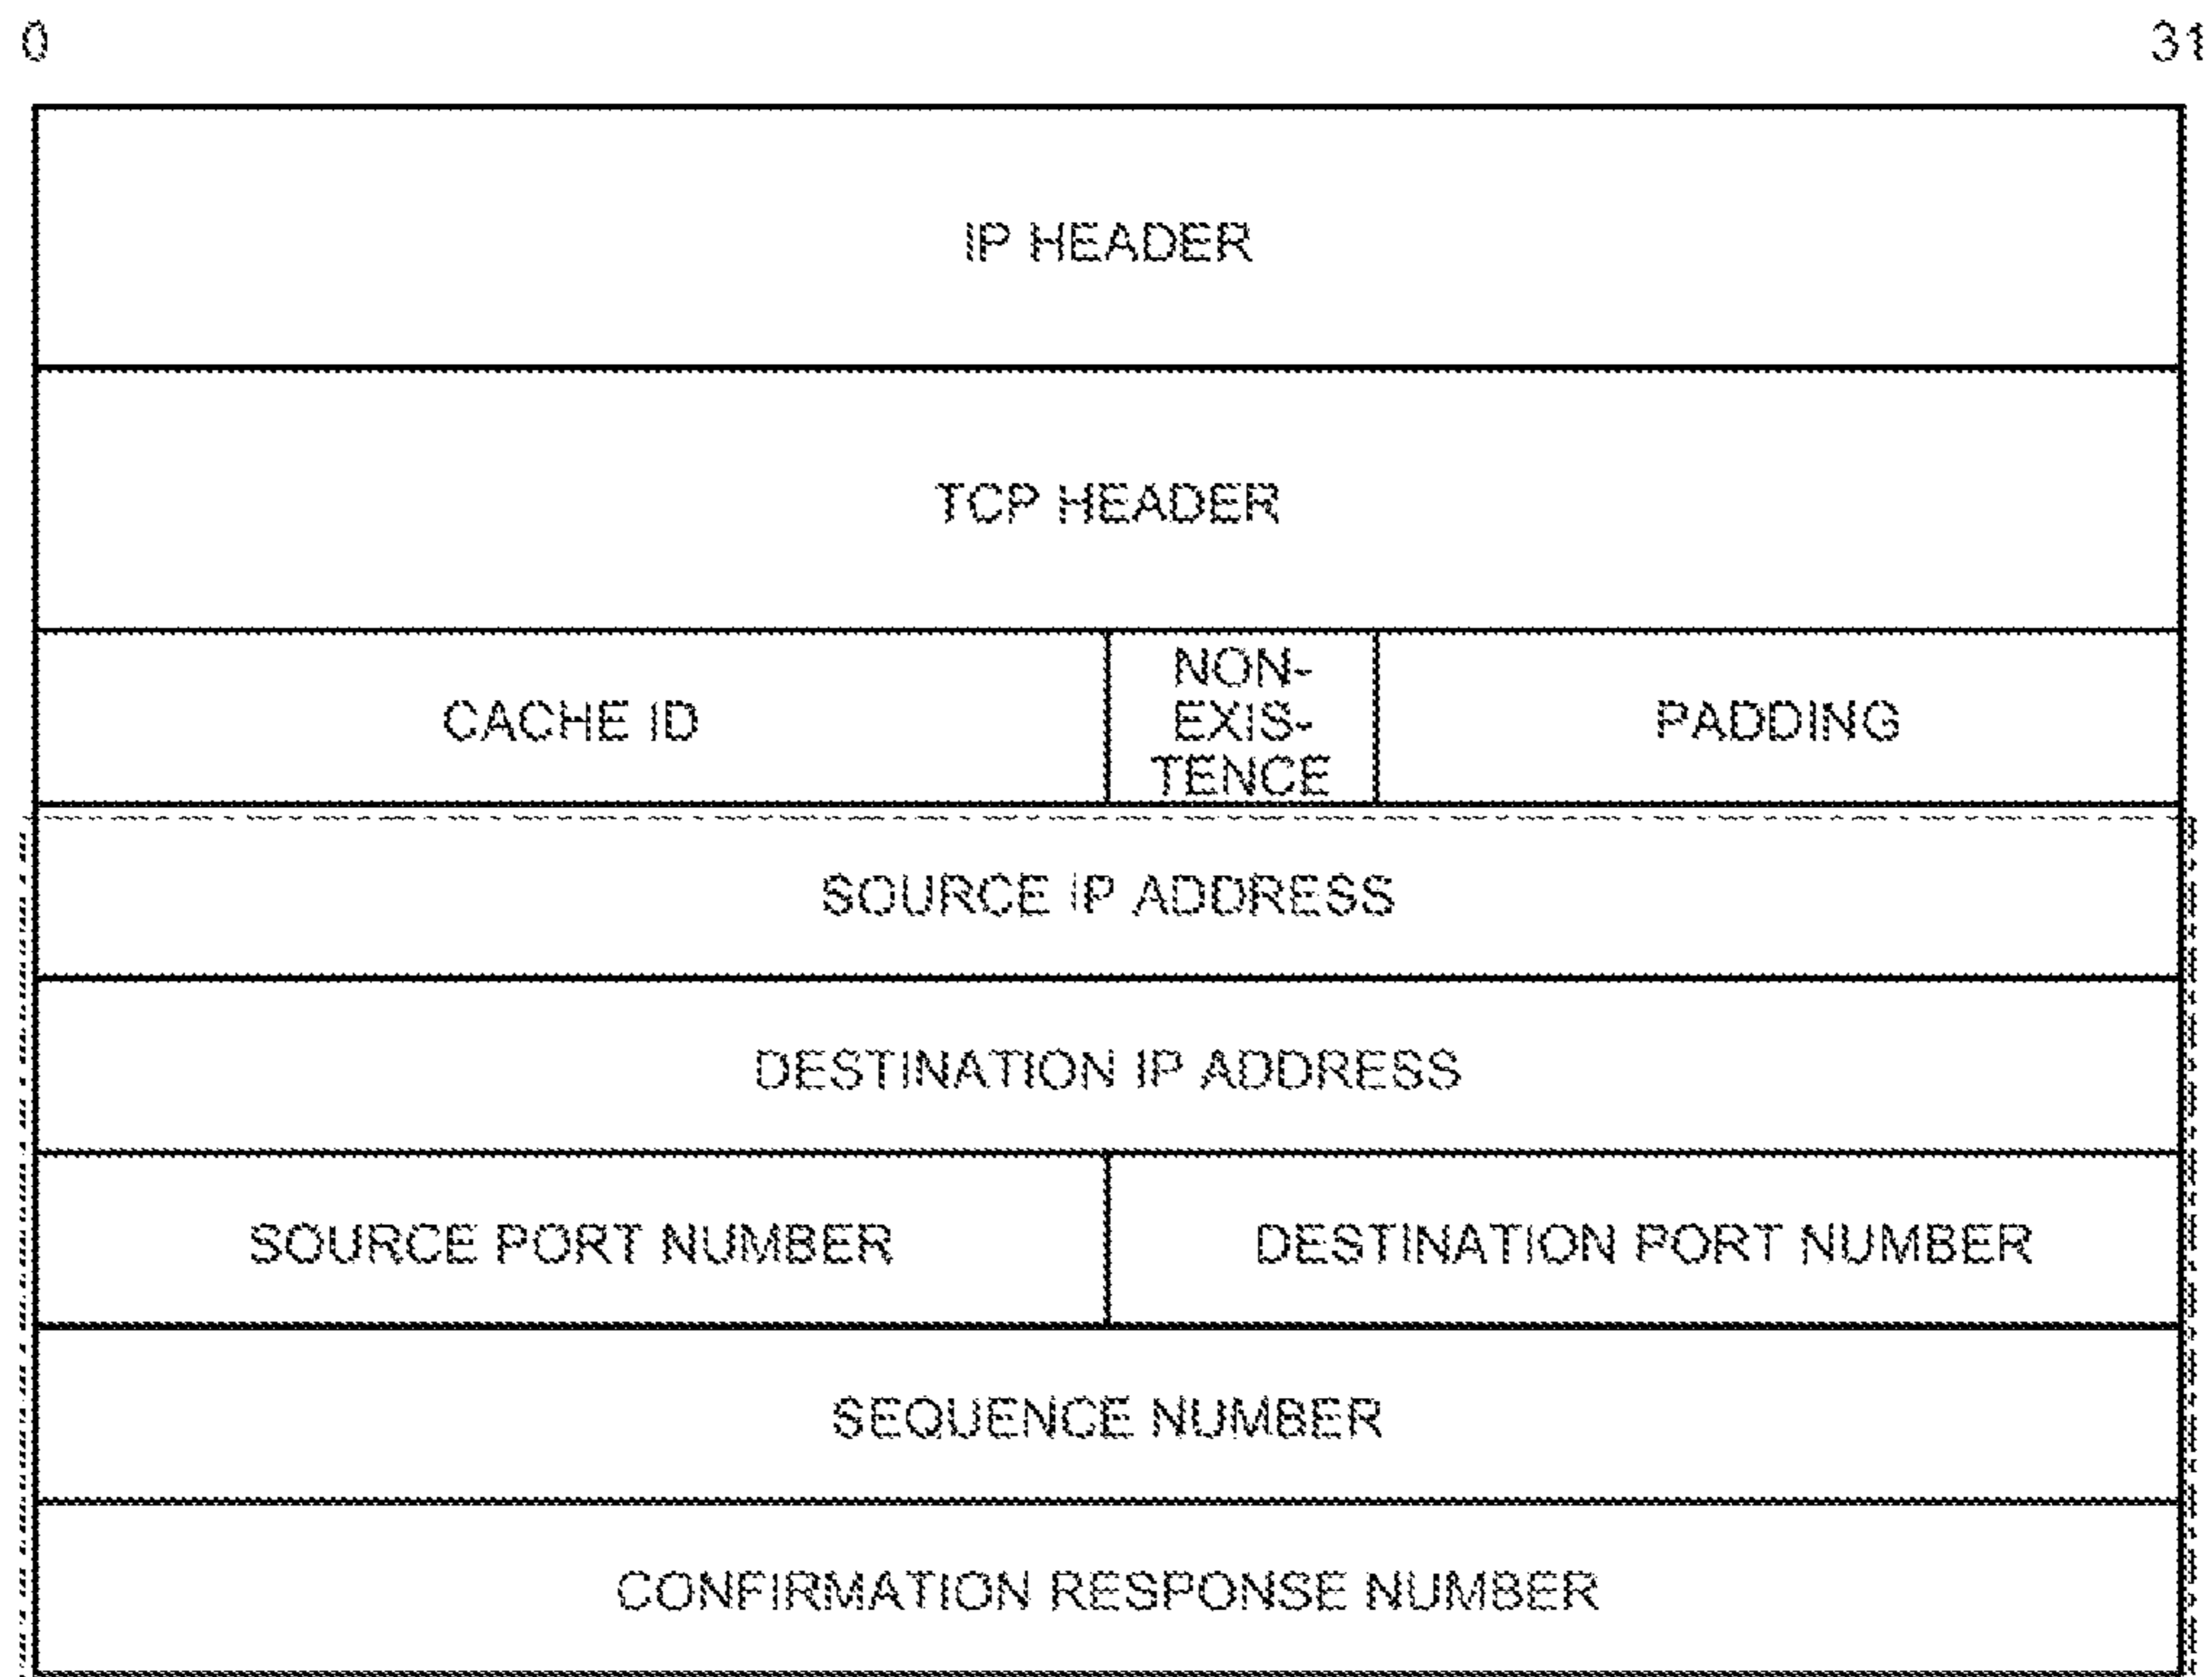 0 31
IP HEADER
TCP HEADER
CACHE ID
NON-
EXIS-
TENCE
PADDING
SOURCE IP ADDRESS
DESTINATION IP ADDRESS
SOURCE PORT NUMBER
DESTINATION PORT NUMBER
SEQUENCE NUMBER
CONFIRMATION RESPONSE NUMBER